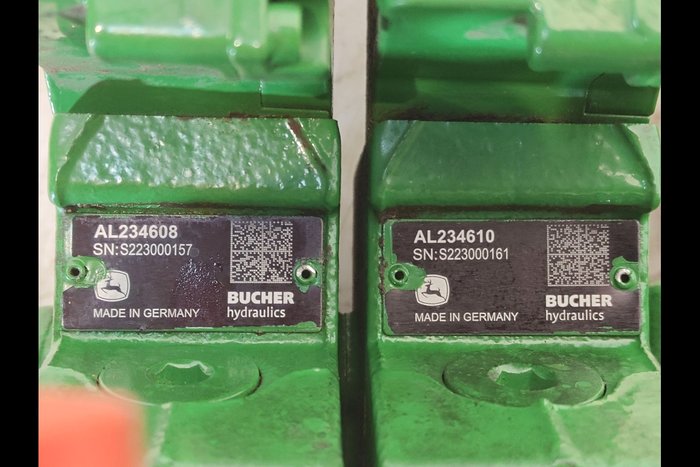 AL234608
SN:S223000157
MADE IN GERMANY
BUCHER
hydraulics
AL234610
SN:S223000161
MADE IN GERMANY
BUCHER
hydraulics